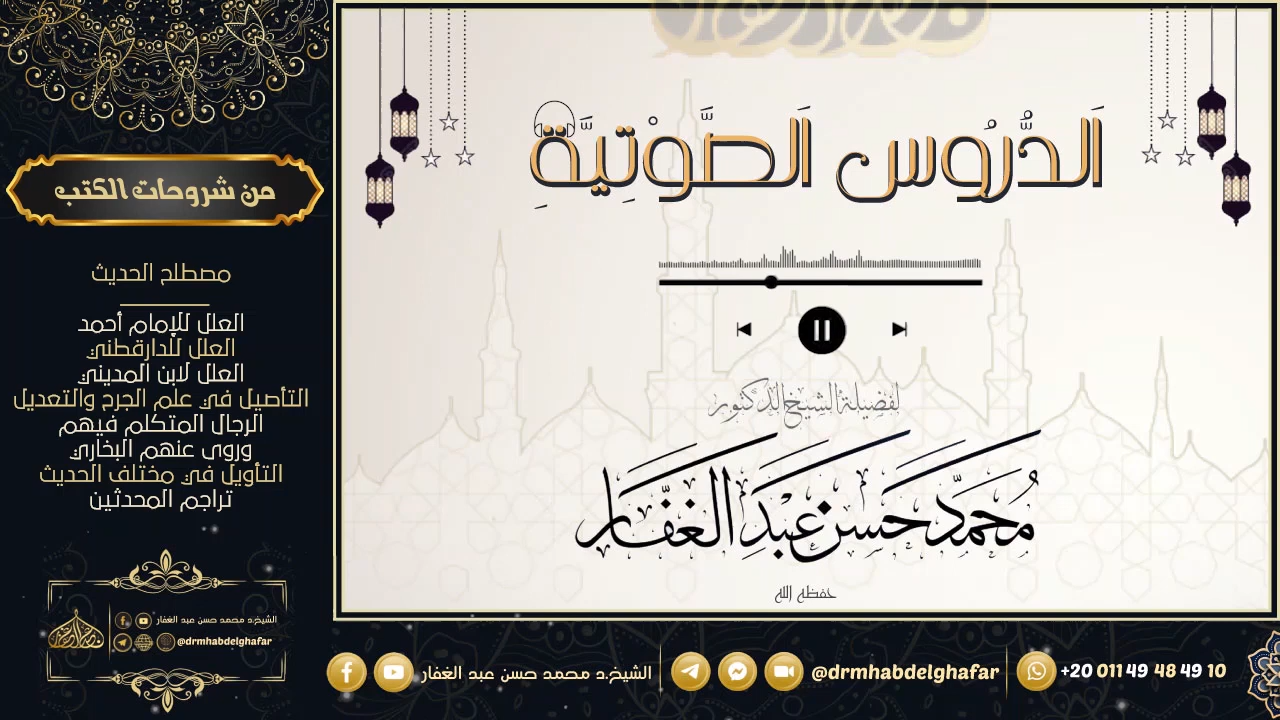 الدُّرُوس الصَّوْتِيَّةِ
لفضيلة الشيخ الدكتور
مُحَمَّد حَسَن عَبْدَ الغَفَّار
حفظه الله
من شروحات الكتب
مصطلح الحديث
العلل للإمام أحمد
العلل للدارقطني
العلل لابن المديني
التأصيل في علم الجرح والتعديل
الرجال المتكلم فيهم
وروى عنهم البخاري
التأويل في مختلف الحديث
تراجم المحدثين
الشيخ.د محمد حسن عبد الغفار
@drmhabdelghafar
الشيخ.د محمد حسن عبد الغفار
@drmhabdelghafar
+20 011 49 48 49 10